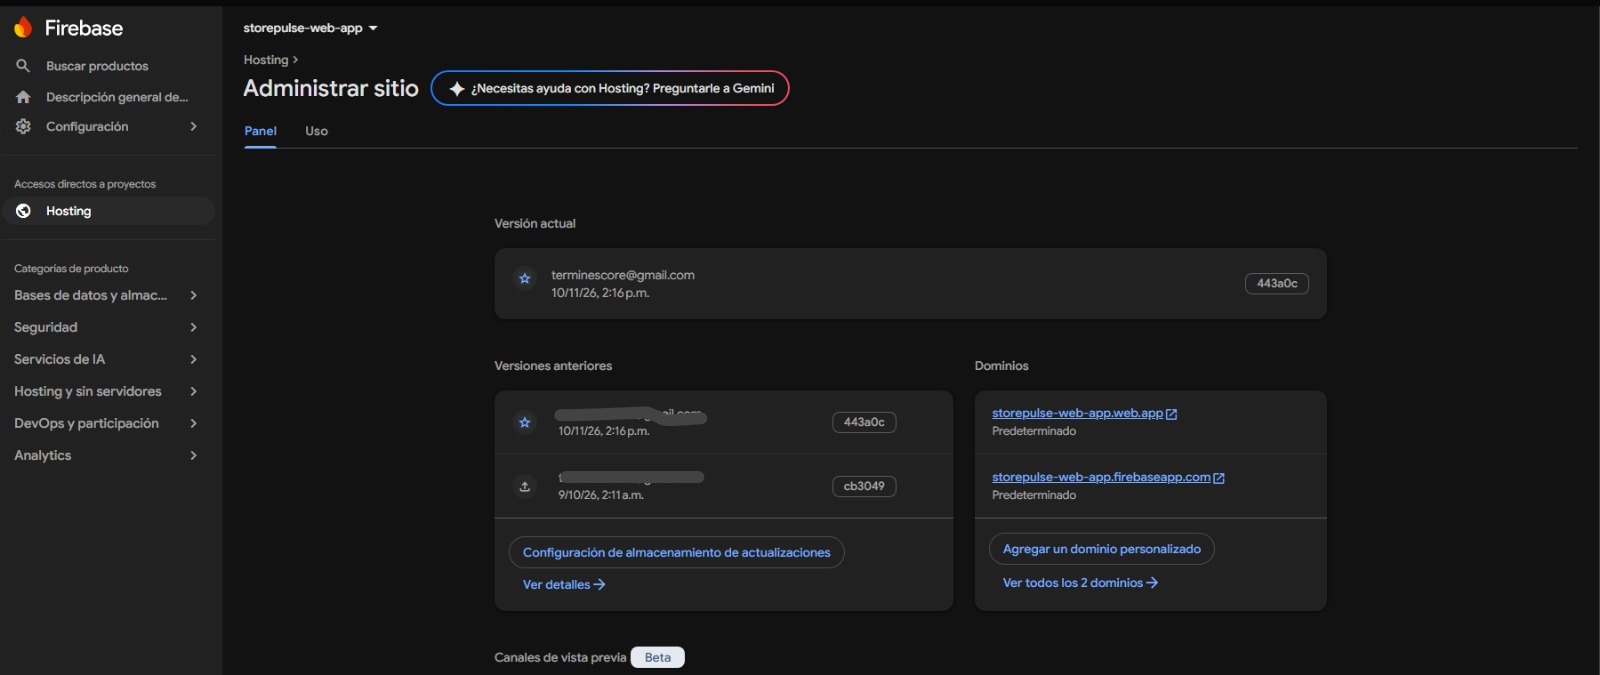 Firebase
Buscar productos
Descripción general de...
Configuración
Accesos directos a proyectos
Hosting
Categorías de producto
Bases de datos y almac...
Seguridad
Servicios de IA
Hosting y sin servidores
DevOps y participación
Analytics
storepulse-web-app
Hosting
Administrar sitio
¿Necesitas ayuda con Hosting? Preguntarle a Gemini
Panel
Uso
Versión actual
terminescore@gmail.com
10/11/26, 2:16 p.m.
443a0c
Versiones anteriores
10/11/26, 2:16 p.m.
443a0c
9/10/26, 2:11 a.m.
cb3049
Configuración de almacenamiento de actualizaciones
Ver detalles
Dominios
storepulse-web-app.web.app
Predeterminado
storepulse-web-app.firebaseapp.com
Predeterminado
Agregar un dominio personalizado
Ver todos los 2 dominios
Canales de vista previa
Beta